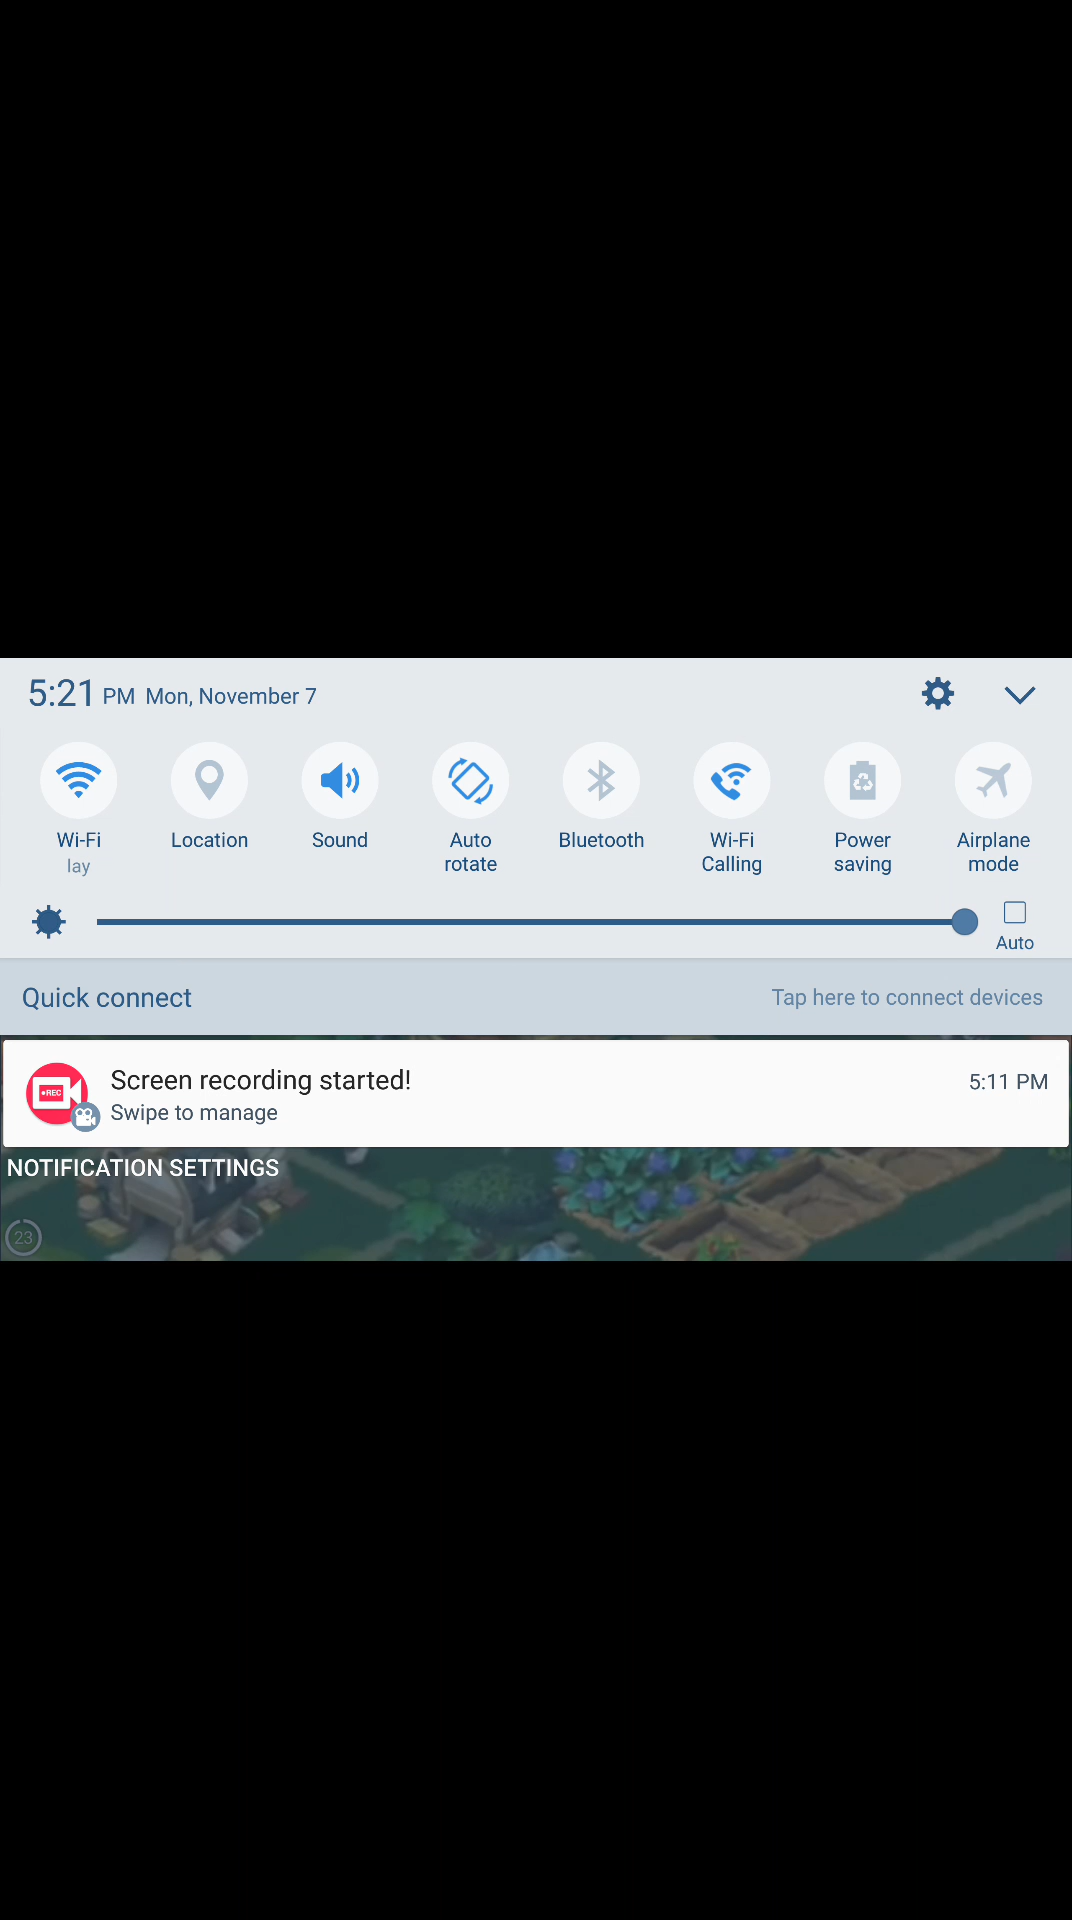 5:21 PM Mon, November 7
Wi-Fi
lay
Location
Sound
Auto
rotate
Bluetooth
Wi-Fi
Calling
Power
saving
Airplane
mode
Auto
Quick connect
Tap here to connect devices
REC
Screen recording started!
5:11 PM
Swipe to manage
NOTIFICATION SETTINGS
23